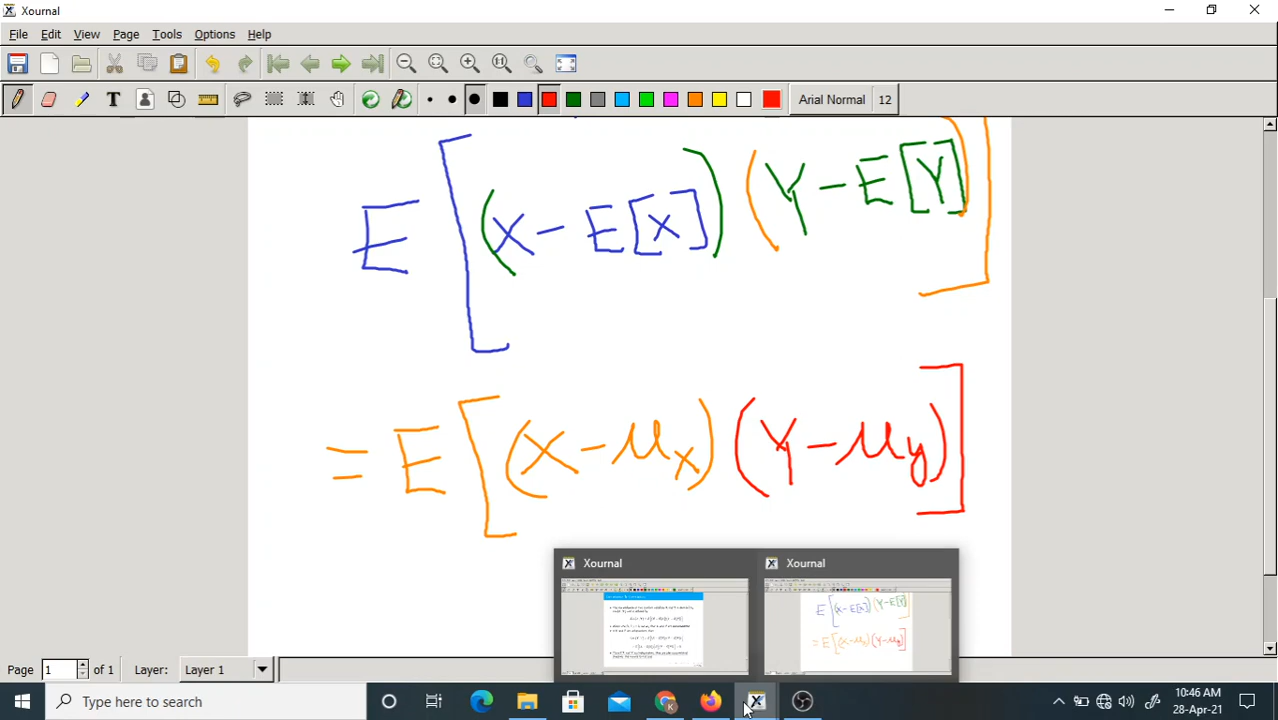 Xournal
File Edit View Page Tools Options Help
T Arial Normal 12
E[(X - E[X])(Y - E[Y])]
= E[(X - μx)(Y - μy)]
Xournal Xournal
Page 1 of 1 Layer: Layer 1
Type here to search
10:46 AM
28-Apr-21